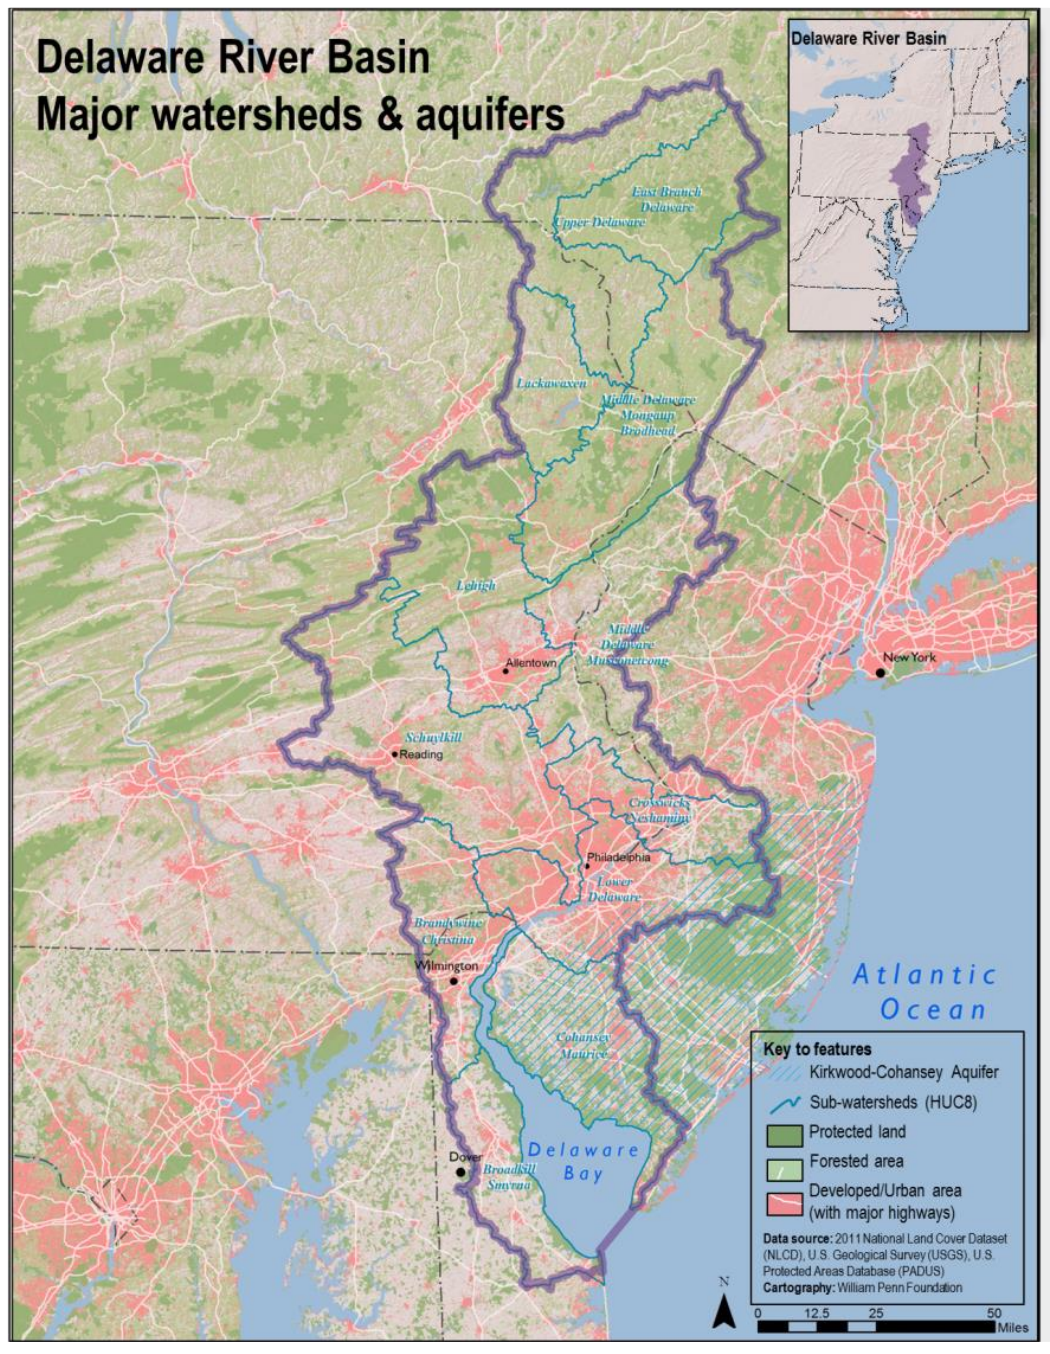 Delaware River Basin
Major watersheds & aquifers
Delaware River Basin
East Branch
Delaware
Upper Delaware
Lackawaxen
Middle Delaware
Mongaup
Brodhead
Lehigh
Middle
Delaware
Musconetcong
Allentown
New York
Schuylkill
Reading
Crosswicks
Neshaminy
Philadelphia
Lower
Delaware
Brandywine
Christina
Wilmington
Atlantic
Ocean
Cohansey
Maurice
Delaware
Bay
Dover
Broadkill
Smyrna
Key to features
Kirkwood-Cohansey Aquifer
Sub-watersheds (HUC8)
Protected land
Forested area
Developed/Urban area
(with major highways)
Data source: 2011 National Land Cover Dataset
(NLCD), U.S. Geological Survey (USGS), U.S.
Protected Areas Database (PADUS)
Cartography: William Penn Foundation
N
0 12.5 25 50
Miles